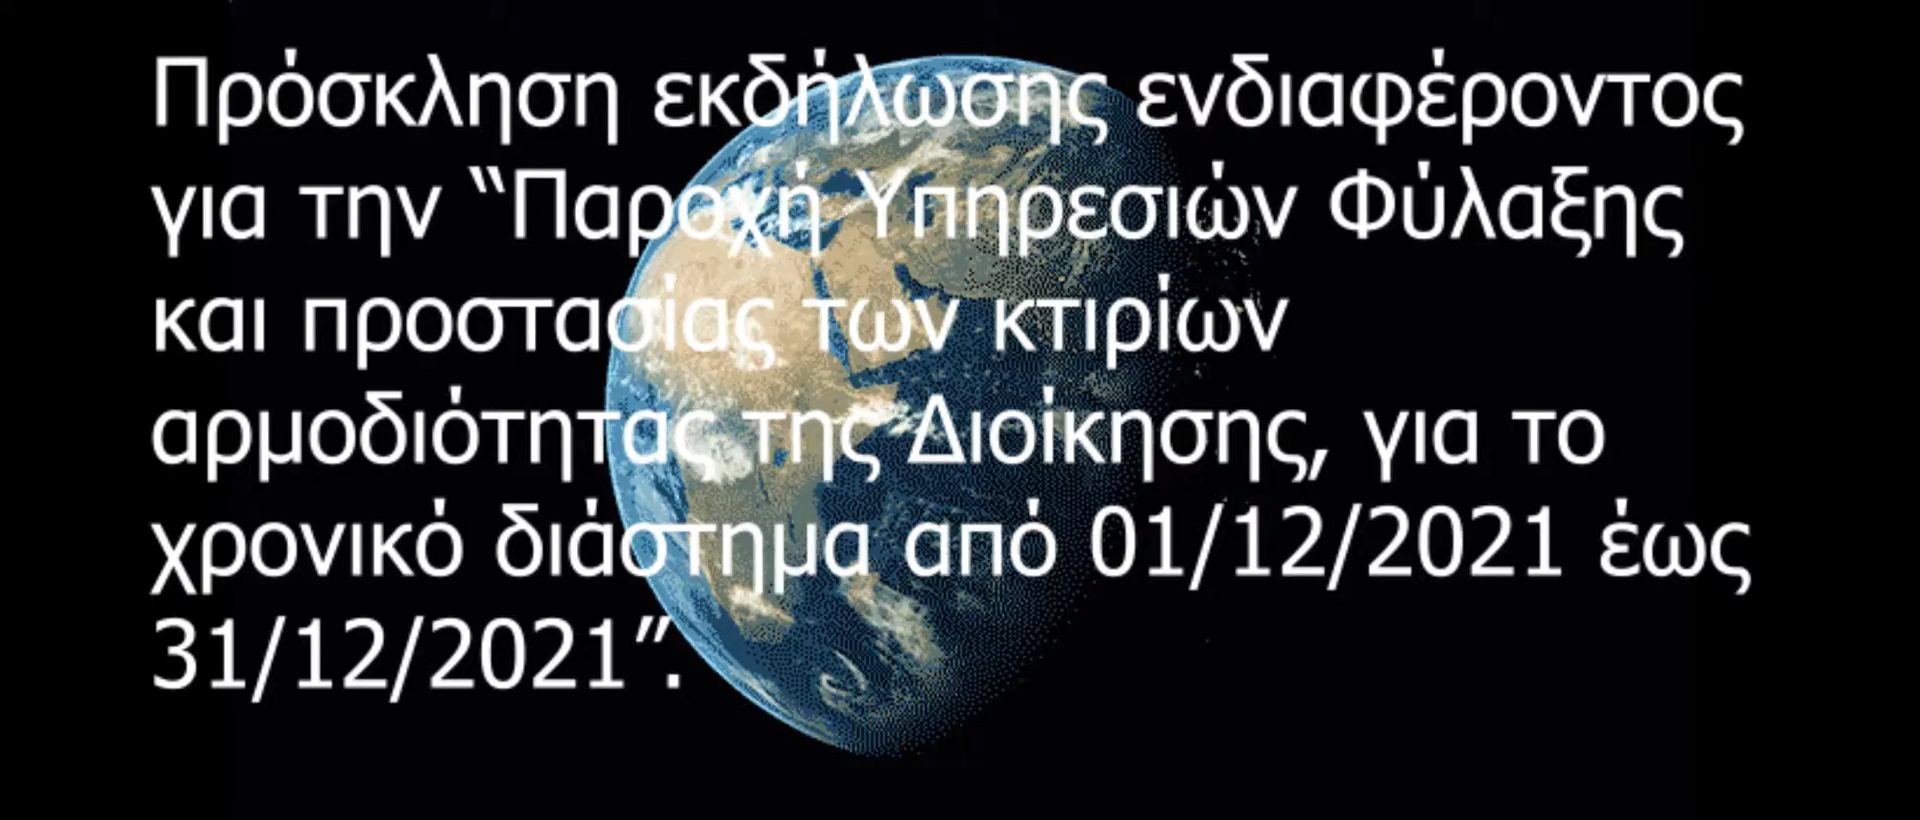 Πρόσκληση εκδήλωσης ενδιαφέροντος
για την “Παροχή Υπηρεσιών Φύλαξης
και προστασίας των κτιρίων
αρμοδιότητας της Διοίκησης, για το
χρονικό διάστημα από 01/12/2021 έως
31/12/2021”.